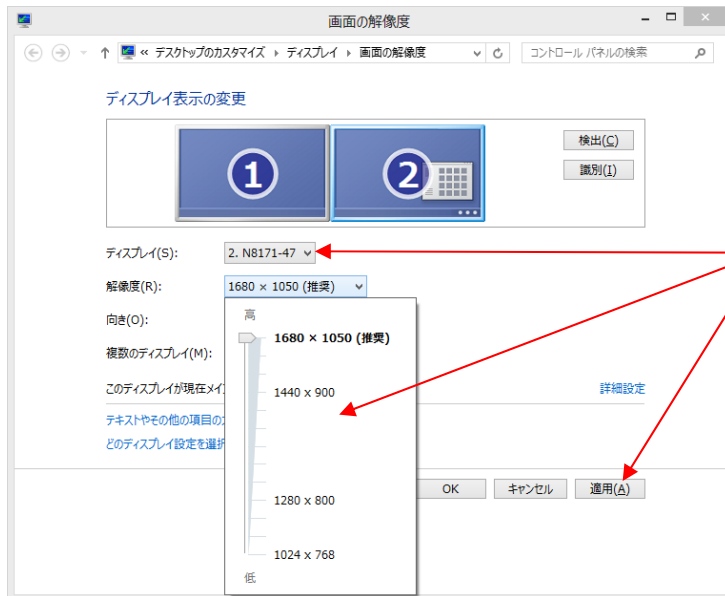 画面の解像度
« デスクトップのカスタマイズ ▸ ディスプレイ ▸ 画面の解像度
コントロール パネルの検索
ディスプレイ表示の変更
1
2
検出(C)
識別(I)
ディスプレイ(S):
2. N8171-47
解像度(R):
1680 × 1050 (推奨)
向き(O):
高
1680 × 1050 (推奨)
複数のディスプレイ(M):
このディスプレイが現在メイ
1440 x 900
詳細設定
テキストやその他の項目の
どのディスプレイ設定を選択
OK
キャンセル
適用(A)
1280 x 800
1024 x 768
低